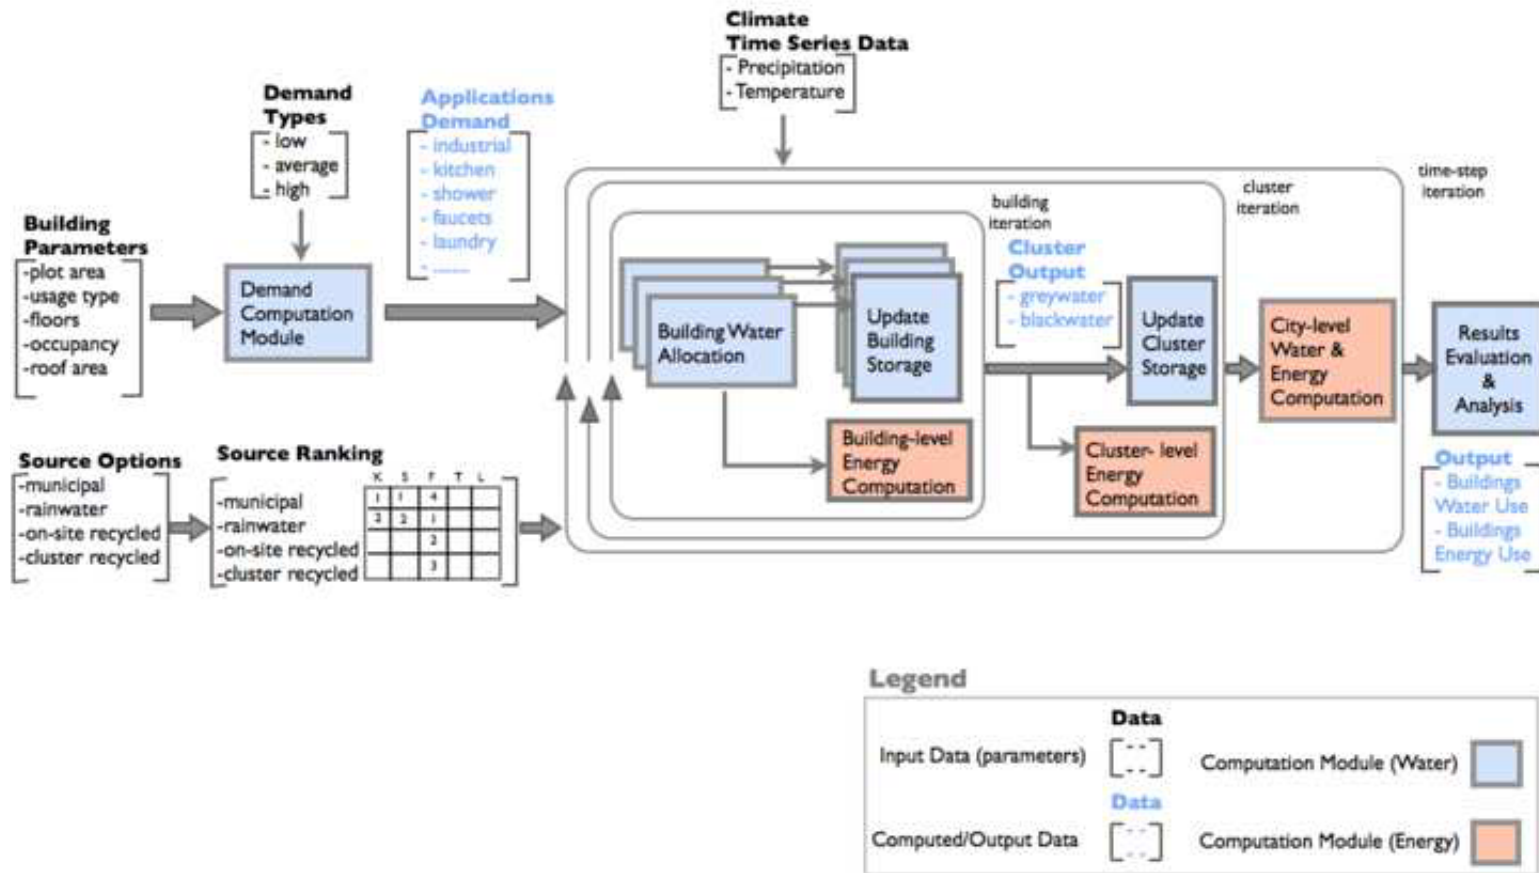 Climate
Time Series Data
- Precipitation
- Temperature
Demand
Types
- low
- average
- high
Applications
Demand
- industrial
- kitchen
- shower
- faucets
- laundry
- ......
Building
Parameters
-plot area
-usage type
-floors
-occupancy
-roof area
Demand
Computation
Module
time-step
iteration
cluster
iteration
building
iteration
Building Water
Allocation
Update
Building
Storage
Building-level
Energy
Computation
Cluster
Output
- greywater
- blackwater
Update
Cluster
Storage
Cluster- level
Energy
Computation
City-level
Water &
Energy
Computation
Results
Evaluation
&
Analysis
Output
- Buildings
Water Use
- Buildings
Energy Use
Source Options
-municipal
-rainwater
-on-site recycled
-cluster recycled
Source Ranking
K S F T L
-municipal 1 1 4
-rainwater 2 2 1
-on-site recycled 2
-cluster recycled 3
Legend
Data
Input Data (parameters) [- -] Computation Module (Water)
Data
Computed/Output Data [- -] Computation Module (Energy)